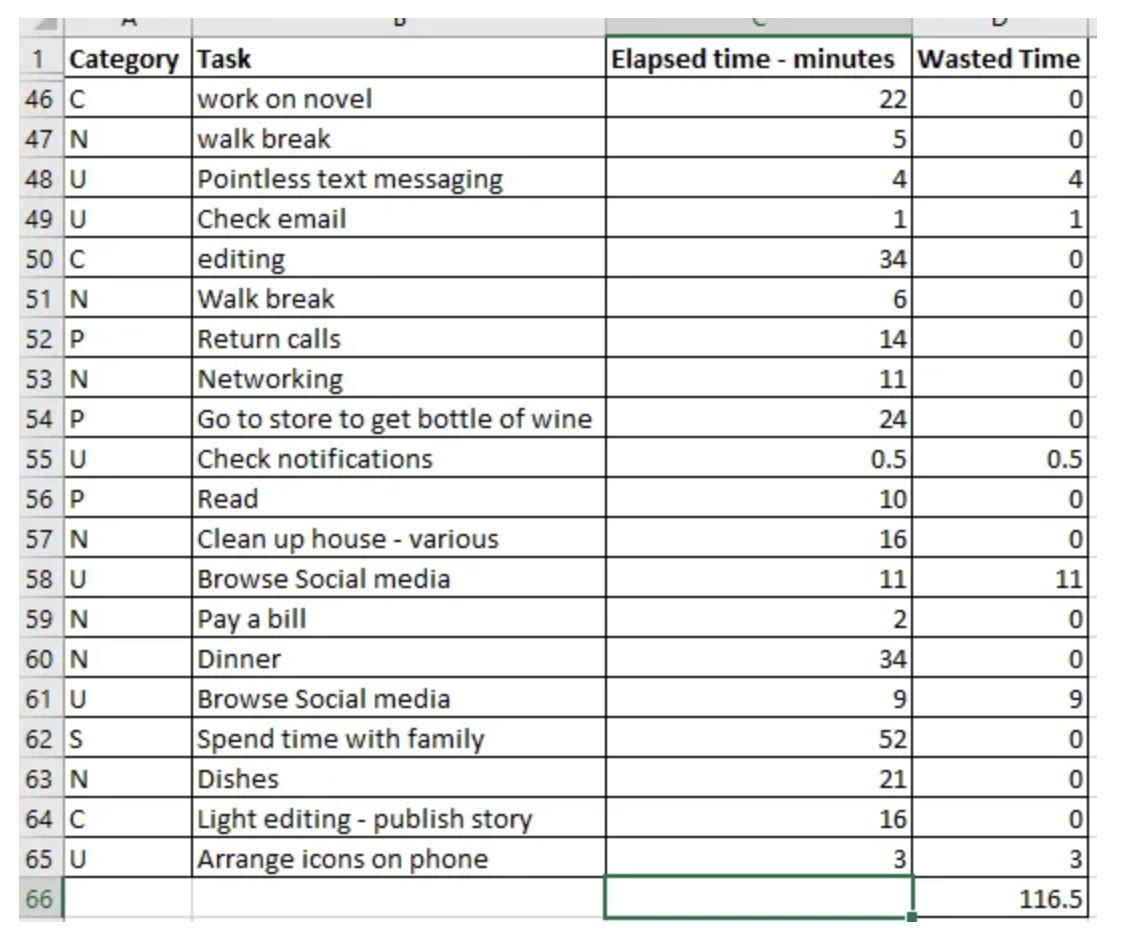 A B C D
1 Category Task Elapsed time - minutes Wasted Time
46 C work on novel 22 0
47 N walk break 5 0
48 U Pointless text messaging 4 4
49 U Check email 1 1
50 C editing 34 0
51 N Walk break 6 0
52 P Return calls 14 0
53 N Networking 11 0
54 P Go to store to get bottle of wine 24 0
55 U Check notifications 0.5 0.5
56 P Read 10 0
57 N Clean up house - various 16 0
58 U Browse Social media 11 11
59 N Pay a bill 2 0
60 N Dinner 34 0
61 U Browse Social media 9 9
62 S Spend time with family 52 0
63 N Dishes 21 0
64 C Light editing - publish story 16 0
65 U Arrange icons on phone 3 3
66 116.5